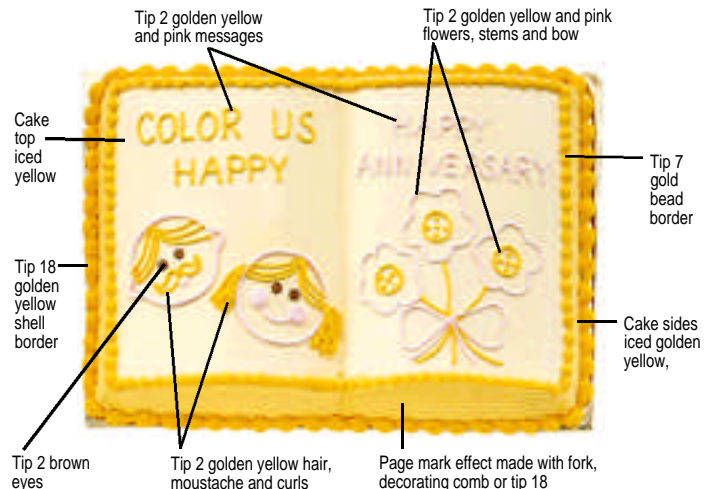 Tip 2 golden yellow
and pink messages
Tip 2 golden yellow and pink
flowers, stems and bow
Cake
top
iced
yellow
COLOR US
HAPPY
HAPPY
ANNIVERSARY
Tip 7
gold
bead
border
Tip 18
golden
yellow
shell
border
Cake sides
iced golden
yellow,
Tip 2 brown
eyes
Tip 2 golden yellow hair,
moustache and curls
Page mark effect made with fork,
decorating comb or tip 18